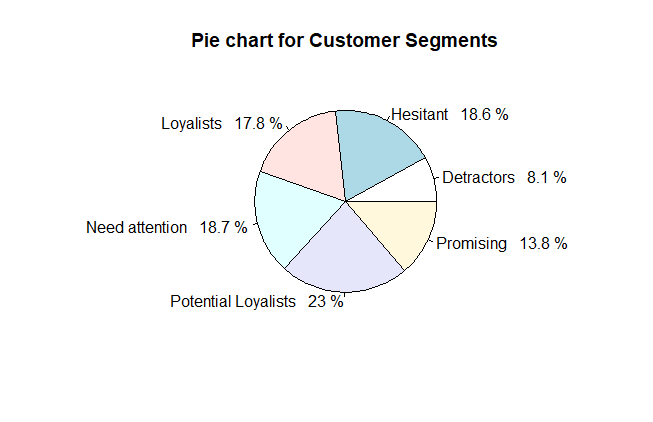 Pie chart for Customer Segments
Hesitant 18.6 %
Loyalists 17.8 %
Detractors 8.1 %
Need attention 18.7 %
Promising 13.8 %
Potential Loyalists 23 %